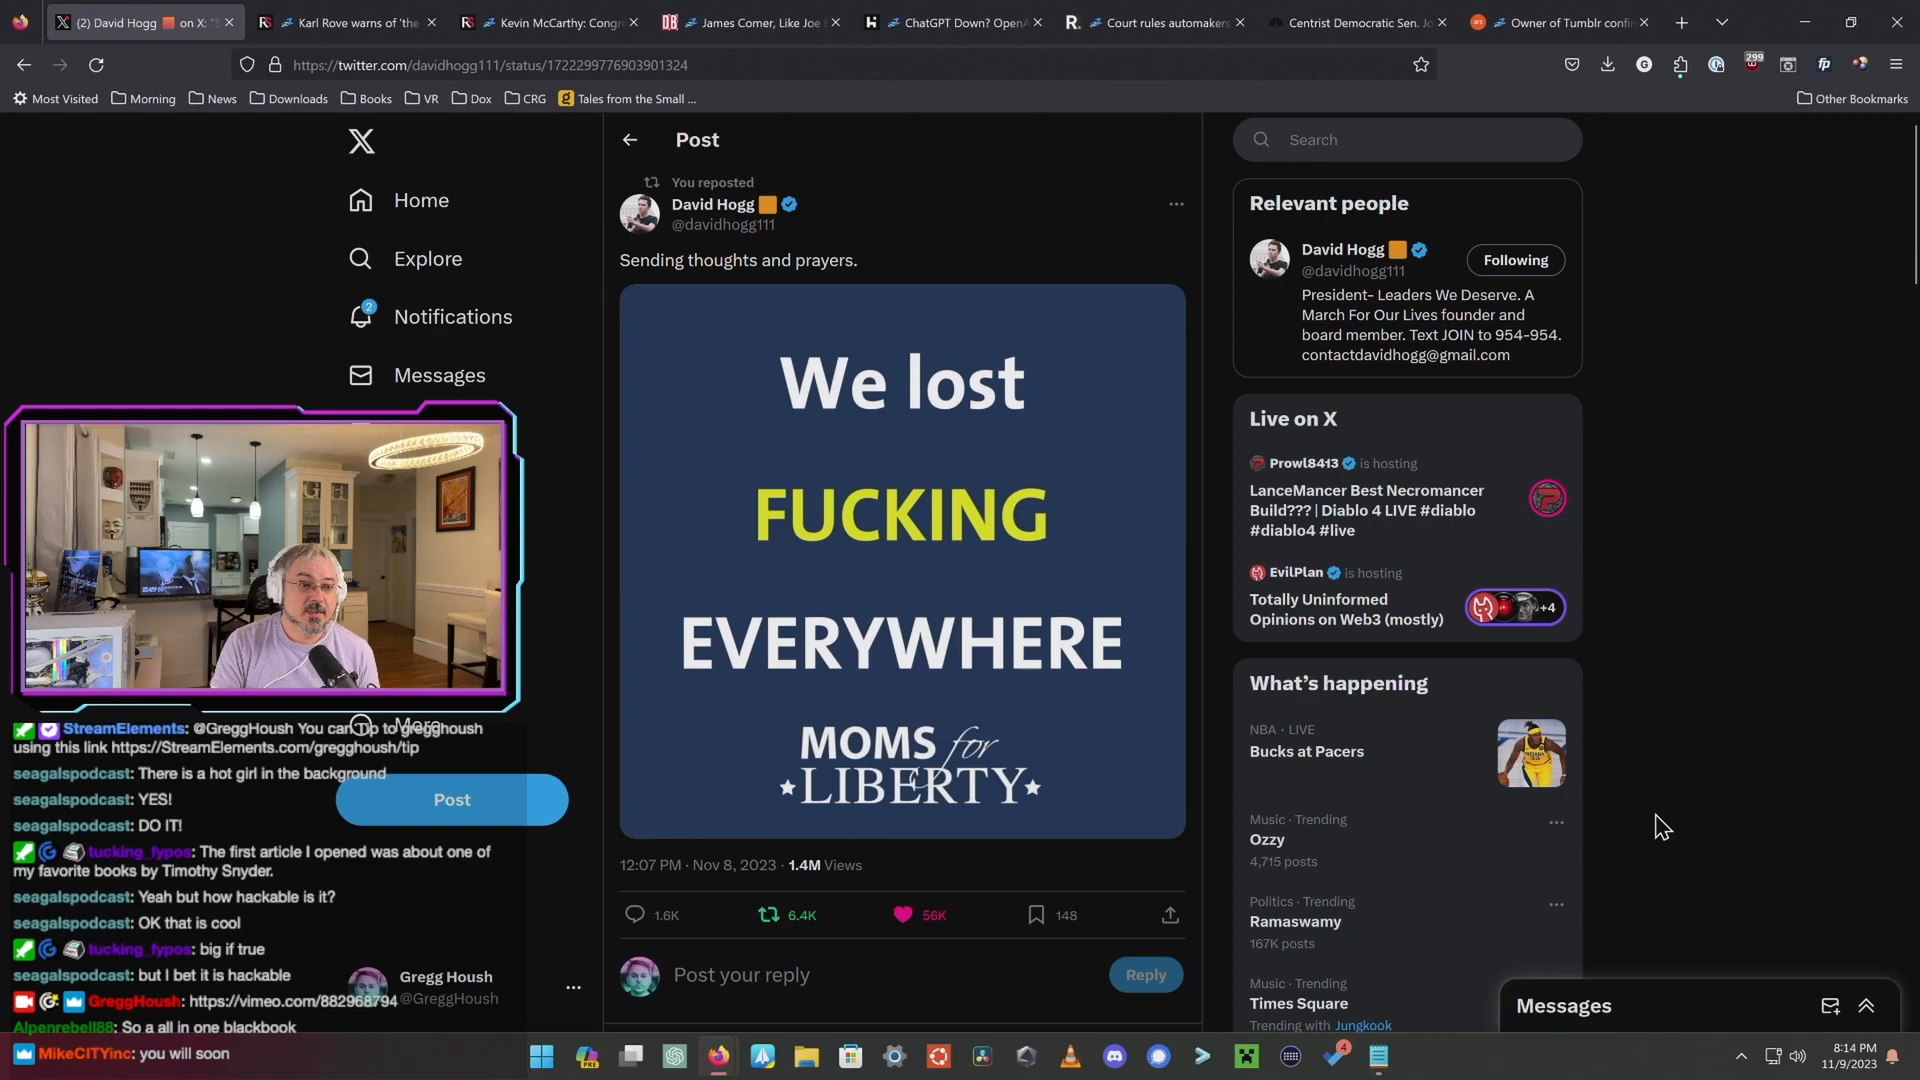 (2) David Hogg 🟧 on X: "S
Karl Rove warns of 'the
Kevin McCarthy: Congr
James Comer, Like Joe
ChatGPT Down? OpenA
Court rules automakers
Centrist Democratic Sen. Jo
Owner of Tumblr confir
https://twitter.com/davidhogg111/status/1722299776903901324
299
Most Visited
Morning
News
Downloads
Books
VR
Dox
CRG
Tales from the Small ...
Other Bookmarks
Home
Explore
2
Notifications
Messages
More
Post
Gregg Housh
@GreggHoush
Post
You reposted
David Hogg 🟧
@davidhogg111
Sending thoughts and prayers.
We lost
FUCKING
EVERYWHERE
MOMS for
LIBERTY
12:07 PM · Nov 8, 2023 · 1.4M Views
1.6K
6.4K
56K
148
Post your reply
Reply
Search
Relevant people
David Hogg 🟧
@davidhogg111
Following
President- Leaders We Deserve. A
March For Our Lives founder and
board member. Text JOIN to 954-954.
contactdavidhogg@gmail.com
Live on X
Prowl8413 is hosting
LanceMancer Best Necromancer
Build??? | Diablo 4 LIVE #diablo
#diablo4 #live
EvilPlan is hosting
Totally Uninformed
Opinions on Web3 (mostly)
+4
What's happening
NBA · LIVE
Bucks at Pacers
Music · Trending
Ozzy
4,715 posts
Politics · Trending
Ramaswamy
167K posts
Music · Trending
Times Square
Trending with Jungkook
Messages
StreamElements: @GreggHoush You can Tip to gregghoush
using this link https://StreamElements.com/gregghoush/tip
seagalspodcast: There is a hot girl in the background
seagalspodcast: YES!
seagalspodcast: DO IT!
tucking_fypos: The first article I opened was about one of
my favorite books by Timothy Snyder.
seagalspodcast: Yeah but how hackable is it?
seagalspodcast: OK that is cool
tucking_fypos: big if true
seagalspodcast: but I bet it is hackable
GreggHoush: https://vimeo.com/882968794
Alpenrebell88: So a all in one blackbook
MikeCITYinc: you will soon
PRE
4
8:14 PM
11/9/2023